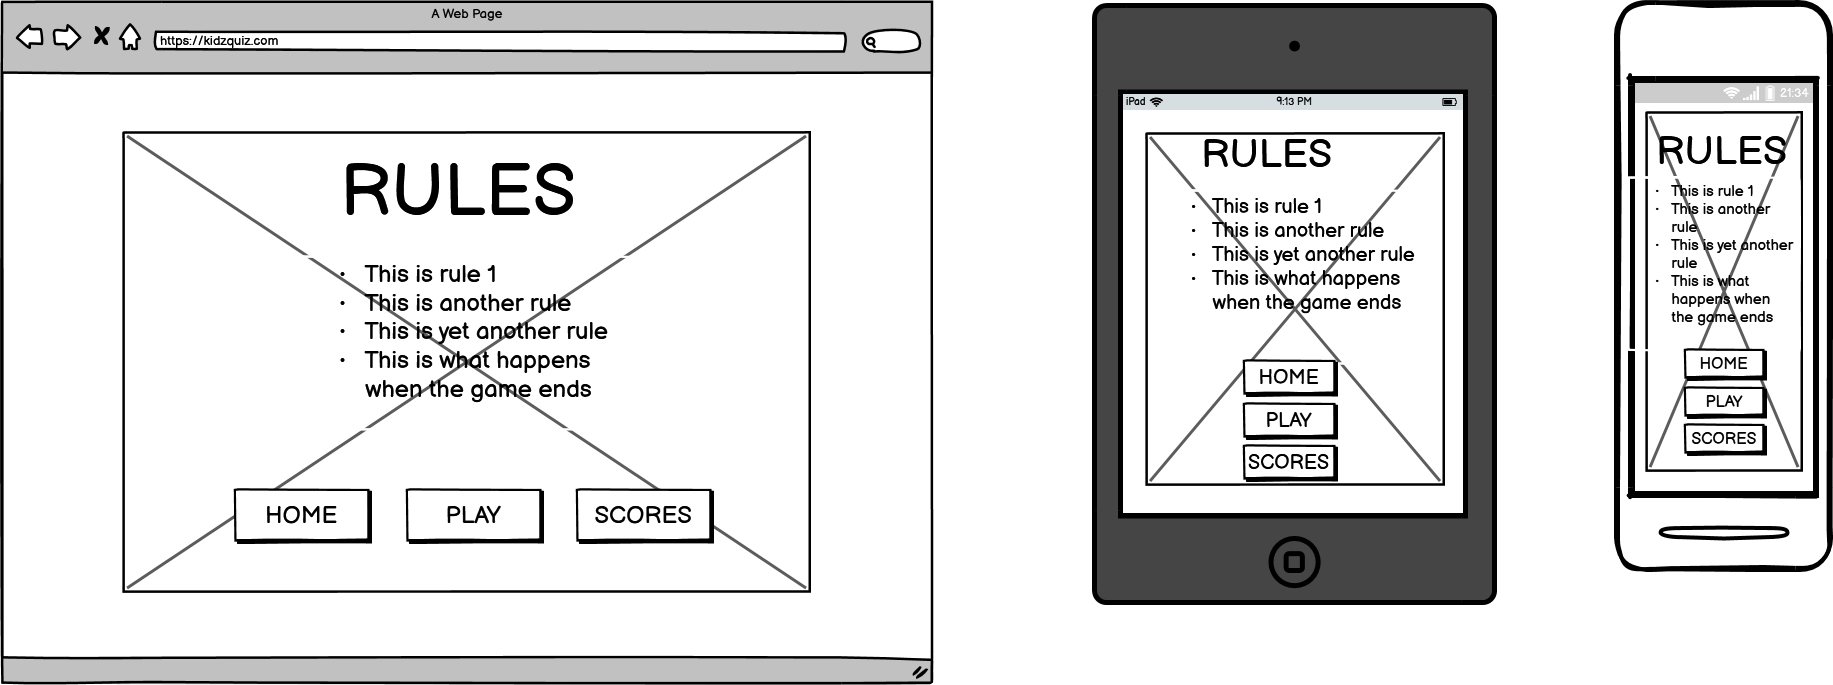 A Web Page
https://kidzquiz.com
RULES
• This is rule 1
• This is another rule
• This is yet another rule
• This is what happens
when the game ends
HOME PLAY SCORES
iPad 9:13 PM
RULES
• This is rule 1
• This is another rule
• This is yet another rule
• This is what happens
when the game ends
HOME
PLAY
SCORES
21:34
RULES
• This is rule 1
• This is another
rule
• This is yet another
rule
• This is what
happens when
the game ends
HOME
PLAY
SCORES